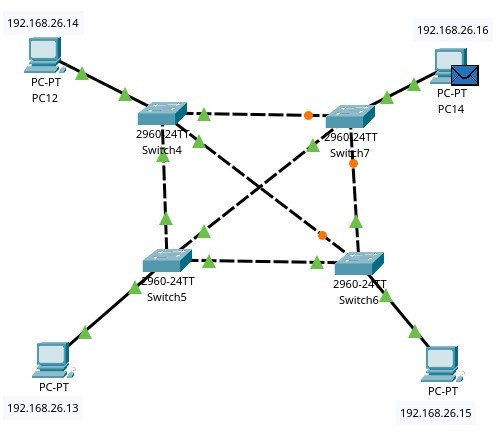 192.168.26.14
192.168.26.16
PC-PT
PC12
PC-PT
PC14
2960-24TT
Switch4
2960-24TT
Switch7
2960-24TT
Switch5
2960-24TT
Switch6
PC-PT
192.168.26.13
PC-PT
192.168.26.15